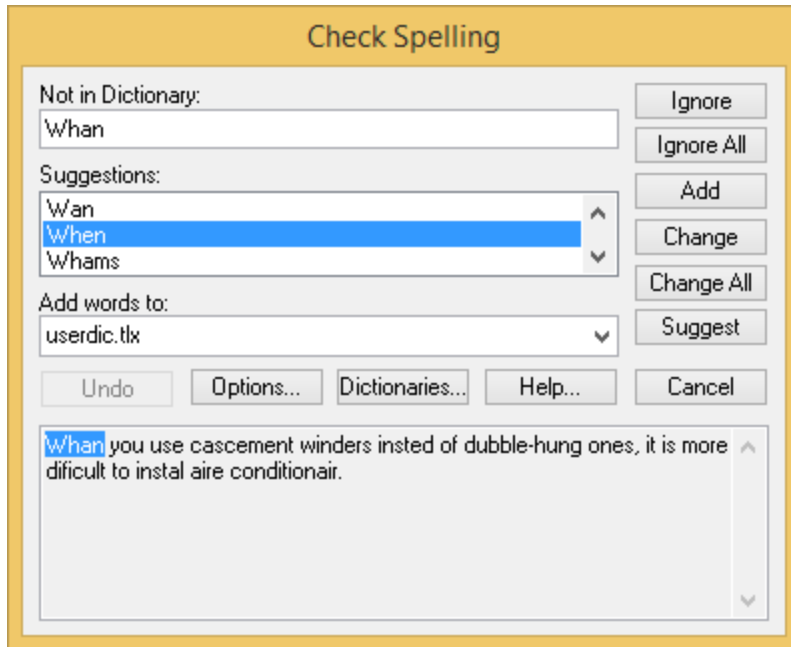 Check Spelling
Not in Dictionary:
Whan
Ignore
Ignore All
Suggestions:
Wan
When
Whams
Add
Change
Change All
Add words to:
userdic.tlx
Suggest
Undo
Options...
Dictionaries...
Help...
Cancel
Whan you use cascement winders insted of dubble-hung ones, it is more
dificult to instal aire conditionair.